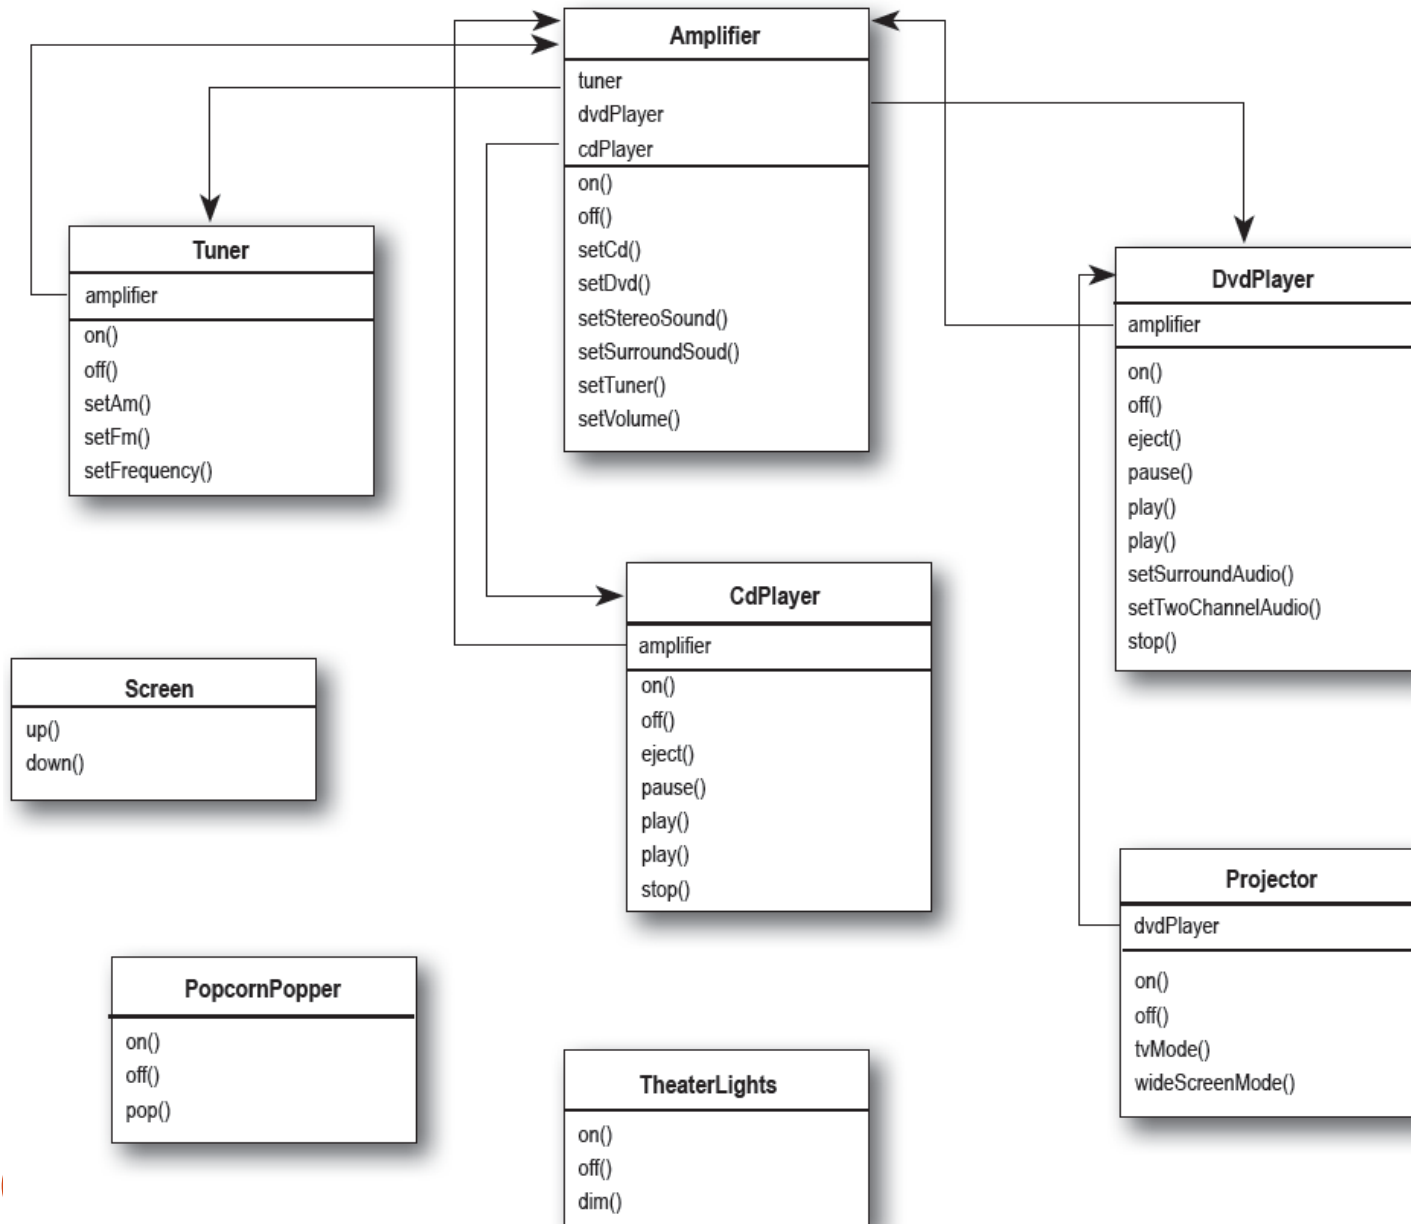 Amplifier
tuner
dvdPlayer
cdPlayer
on()
off()
setCd()
setDvd()
setStereoSound()
setSurroundSoud()
setTuner()
setVolume()
Tuner
amplifier
on()
off()
setAm()
setFm()
setFrequency()
DvdPlayer
amplifier
on()
off()
eject()
pause()
play()
play()
setSurroundAudio()
setTwoChannelAudio()
stop()
CdPlayer
amplifier
on()
off()
eject()
pause()
play()
play()
stop()
Screen
up()
down()
Projector
dvdPlayer
on()
off()
tvMode()
wideScreenMode()
PopcornPopper
on()
off()
pop()
TheaterLights
on()
off()
dim()